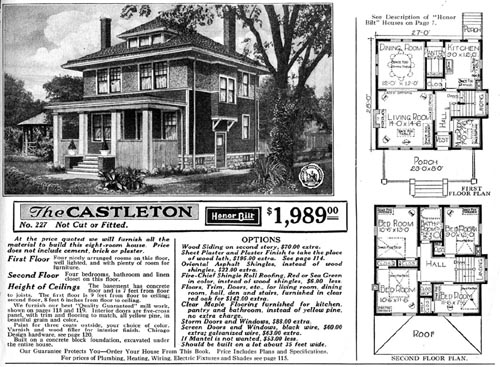 The CASTLETON
No. 227 Not Cut or Fitted.
Honor Bilt
$1,989.00
At the price quoted we will furnish all the
material to build this eight-room house. Price
does not include cement, brick or plaster.
First Floor Four nicely arranged rooms on this floor,
well lighted, and with plenty of room for
furniture.
Second Floor Four bedrooms, bathroom and linen
closet on this floor.
Height of Ceilings The basement has concrete
floor and is 7 feet from floor
to joists. The first floor is 9 feet from floor to ceiling;
second floor, 8 feet 6 inches from floor to ceiling.
We furnish our best "Quality Guaranteed" mill work,
shown on pages 118 and 119. Interior doors are five-cross
panel, with trim and flooring to match, all yellow pine, in
beautiful grain and color.
Paint for three coats outside, your choice of color.
Varnish and wood filler for interior finish. Chicago
Design hardware, see page 130.
Built on a concrete block foundation, excavated under
the entire house.
OPTIONS
Wood Siding on second story, $70.00 extra.
Sheet Plaster and Plaster Finish to take the place
of wood lath, $196.00 extra. See page 114.
Oriental Asphalt Shingles, instead of wood
shingles, $32.00 extra.
Fire-Chief Shingle Roll Roofing, Red or Sea Green
in color, instead of wood shingles, $6.00 less
Floors, Trim, Doors, etc., for living room, dining
room, hall, den and stairs, furnished in clear
red oak for $142.00 extra.
Clear Maple Flooring furnished for kitchen,
pantry and bathroom, instead of yellow pine,
no extra charge.
Storm Doors and Windows, $88.00 extra.
Screen Doors and Windows, black wire, $40.00
extra; galvanized wire, $53.00 extra.
If Mantel is not Wanted, $53.00 less.
Should be built on a lot about 35 feet wide.
Our Guarantee Protects You—Order Your House From This Book. Price Includes Plans and Specifications.
For prices of Plumbing, Heating, Wiring, Electric Fixtures and Shades see page 115.
See Description of "Honor
Bilt" Houses on Page 7.
27'-0"
PORCH
DINING ROOM
KITCHEN
28'-0"
LIVING ROOM
HALL
PORCH
23'-0 x 8'-0"
FIRST
FLOOR PLAN
BED ROOM
BED ROOM
HALL
BED ROOM
BED ROOM
ROOF
SECOND FLOOR PLAN.